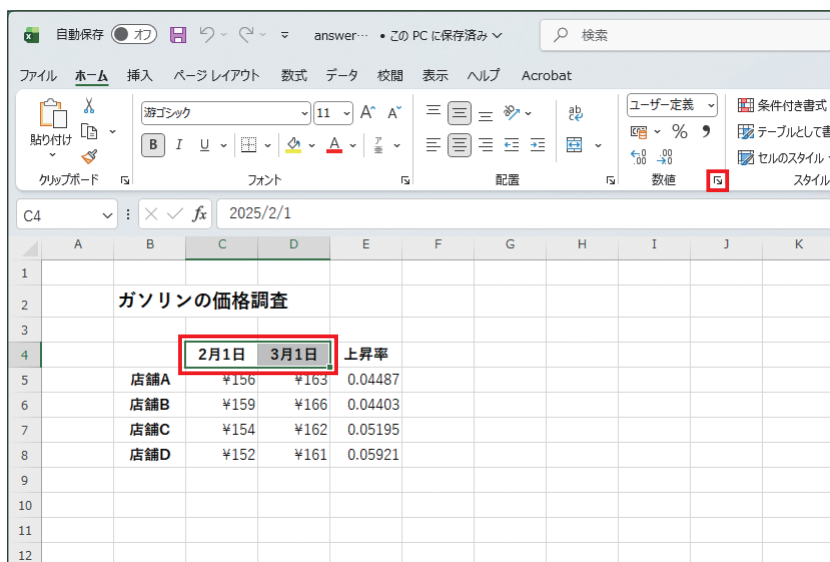 自動保存 オフ answer… • この PC に保存済み 検索
ファイル ホーム 挿入 ページ レイアウト 数式 データ 校閲 表示 ヘルプ Acrobat
貼り付け
游ゴシック 11 A^ Aˇ
B I U A ア亜
ab
ユーザー定義
% 9
条件付き書式
テーブルとして書
セルのスタイル
クリップボード フォント 配置 数値 スタイル
C4 fx 2025/2/1
A B C D E F G H I J K
1
2 ガソリンの価格調査
3
4 2月1日 3月1日 上昇率
5 店舗A ¥156 ¥163 0.04487
6 店舗B ¥159 ¥166 0.04403
7 店舗C ¥154 ¥162 0.05195
8 店舗D ¥152 ¥161 0.05921
9
10
11
12